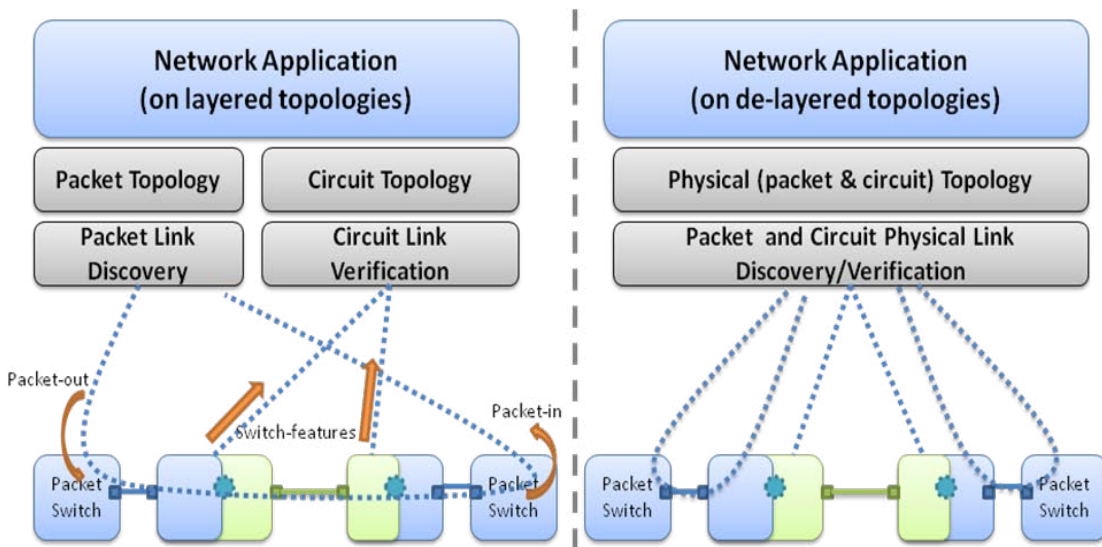 Network Application
(on layered topologies)
Packet Topology
Circuit Topology
Packet Link
Discovery
Circuit Link
Verification
Packet-out
Switch-features
Packet-in
Packet
Switch
Packet
Switch
Network Application
(on de-layered topologies)
Physical (packet & circuit) Topology
Packet and Circuit Physical Link
Discovery/Verification
Packet
Switch
Packet
Switch